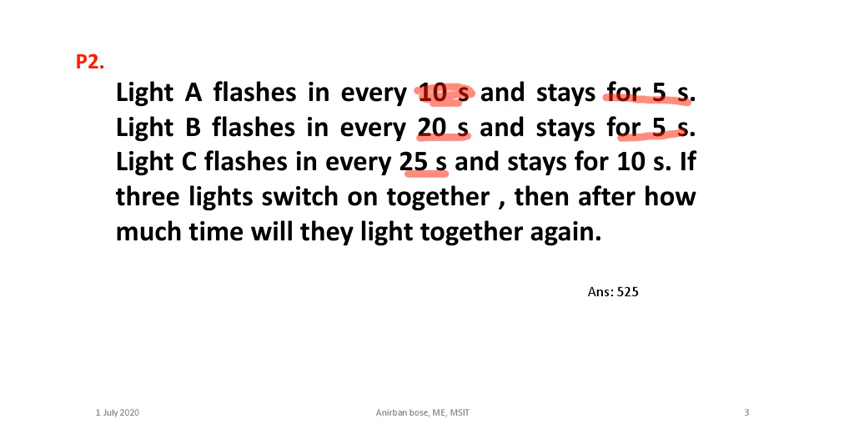 P2.
Light A flashes in every 10 s and stays for 5 s.
Light B flashes in every 20 s and stays for 5 s.
Light C flashes in every 25 s and stays for 10 s. If
three lights switch on together , then after how
much time will they light together again.
Ans: 525
1 July 2020
Anirban bose, ME, MSIT
3